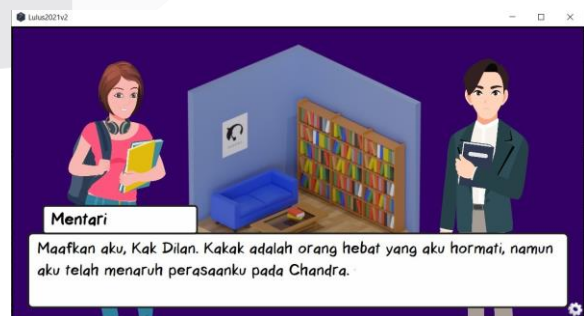 Lulus2021v2
Mentari
Maafkan aku, Kak Dilan. Kakak adalah orang hebat yang aku hormati, namun
aku telah menaruh perasaanku pada Chandra.